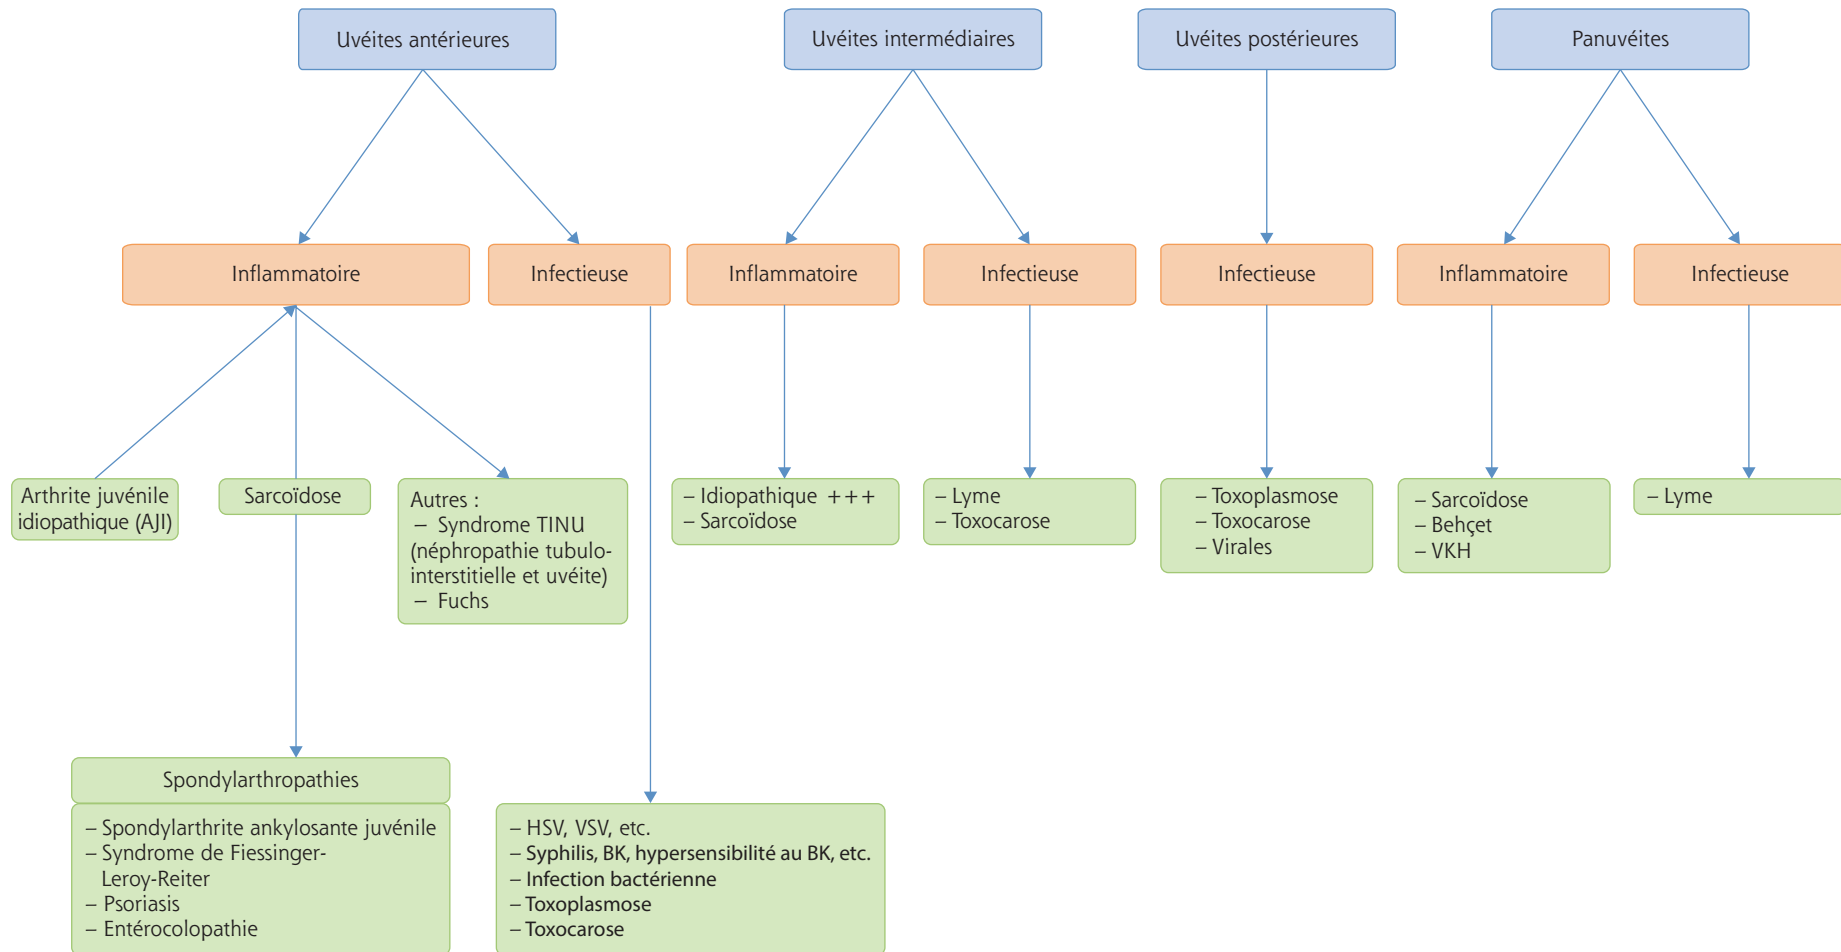 Uvéites antérieures
Uvéites intermédiaires
Uvéites postérieures
Panuvéites
Inflammatoire
Infectieuse
Inflammatoire
Infectieuse
Infectieuse
Inflammatoire
Infectieuse
Arthrite juvénile
idiopathique (AJI)
Sarcoïdose
Autres :
– Syndrome TINU
(néphropathie tubulo-
interstitielle et uvéite)
– Fuchs
– Idiopathique +++
– Sarcoïdose
– Lyme
– Toxocarose
– Toxoplasmose
– Toxocarose
– Virales
– Sarcoïdose
– Behçet
– VKH
– Lyme
Spondylarthropathies
– Spondylarthrite ankylosante juvénile
– Syndrome de Fiessinger-
Leroy-Reiter
– Psoriasis
– Entérocolopathie
– HSV, VSV, etc.
– Syphilis, BK, hypersensibilité au BK, etc.
– Infection bactérienne
– Toxoplasmose
– Toxocarose